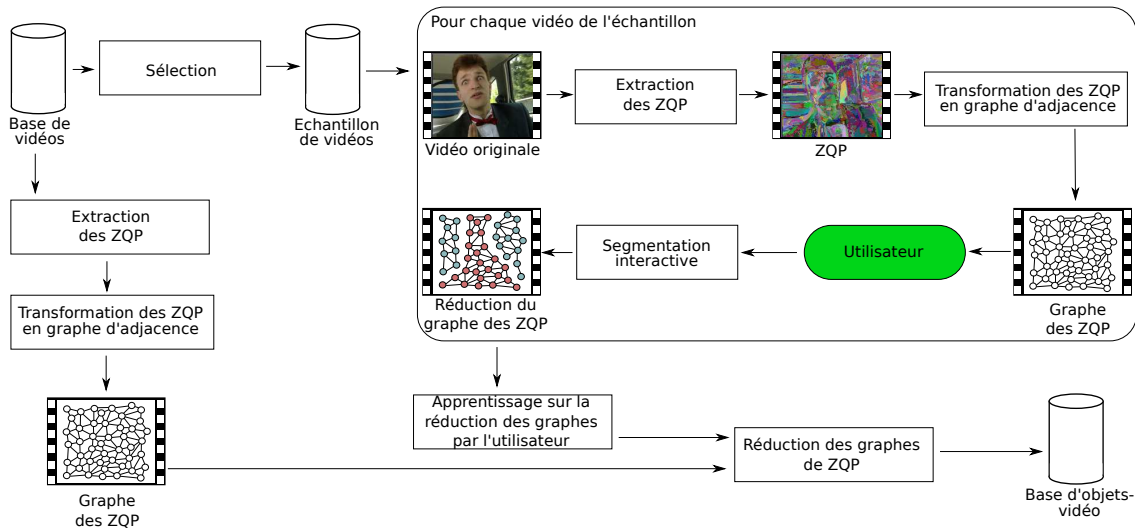 Pour chaque vidéo de l'échantillon
Sélection
Base de
vidéos
Echantillon
de vidéos
Vidéo originale
Extraction
des ZQP
ZQP
Transformation des ZQP
en graphe d'adjacence
Extraction
des ZQP
Réduction du
graphe des ZQP
Segmentation
interactive
Utilisateur
Graphe
des ZQP
Transformation des ZQP
en graphe d'adjacence
Graphe
des ZQP
Apprentissage sur la
réduction des graphes
par l'utilisateur
Réduction des graphes
de ZQP
Base d'objets-
vidéo